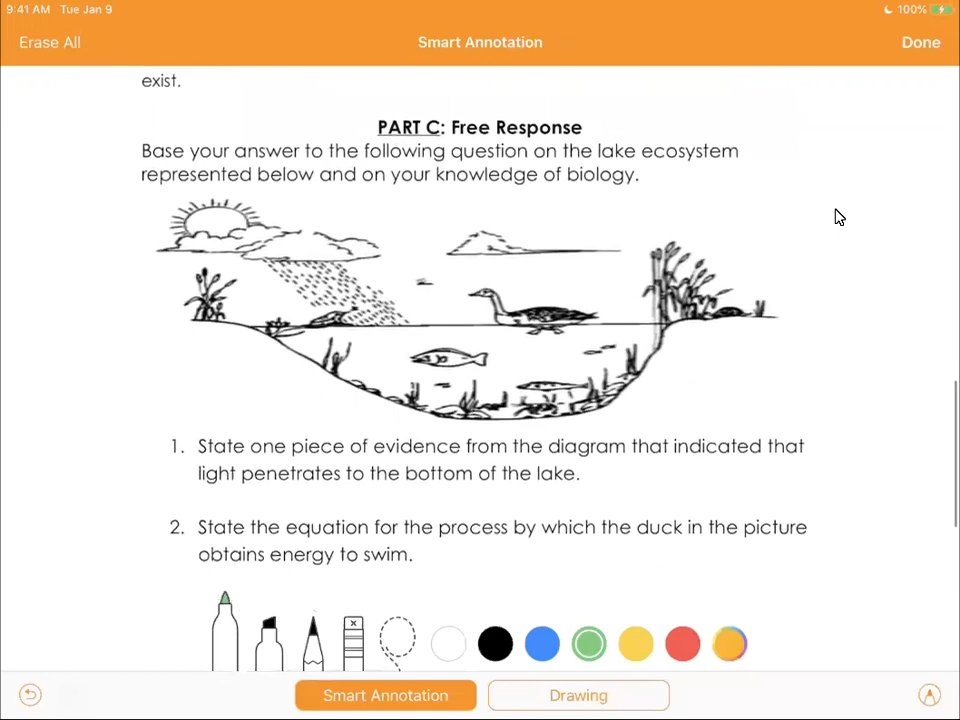 9:41 AM Tue Jan 9
100%
Erase All
Smart Annotation
Done
exist.
PART C: Free Response
Base your answer to the following question on the lake ecosystem
represented below and on your knowledge of biology.
1. State one piece of evidence from the diagram that indicated that
light penetrates to the bottom of the lake.
2. State the equation for the process by which the duck in the picture
obtains energy to swim.
Smart Annotation
Drawing